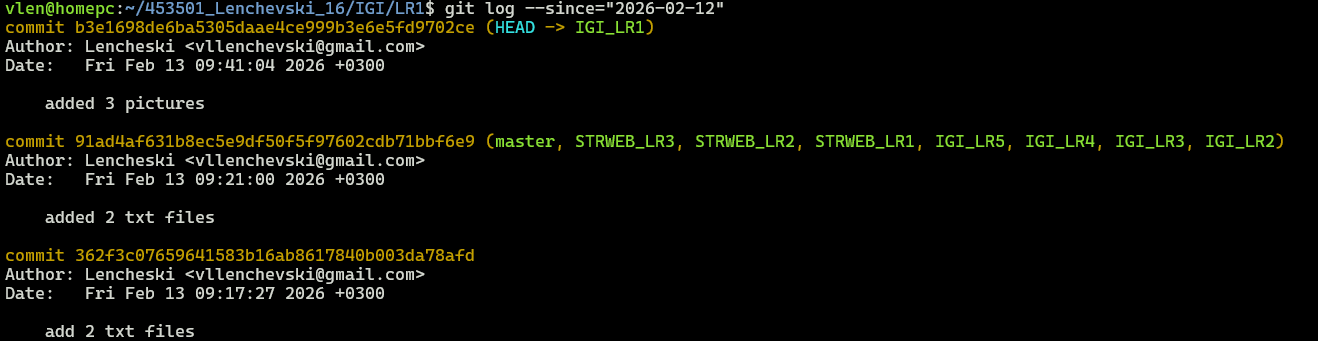 vlen@homepc:~/453501_Lenchevski_16/IGI/LR1$ git log --since="2026-02-12"
commit b3e1698de6ba5305daae4ce999b3e6e5fd9702ce (HEAD -> IGI_LR1)
Author: Lencheski <vllenchevski@gmail.com>
Date:   Fri Feb 13 09:41:04 2026 +0300
    added 3 pictures
commit 91ad4af631b8ec5e9df50f5f97602cdb71bbf6e9 (master, STRWEB_LR3, STRWEB_LR2, STRWEB_LR1, IGI_LR5, IGI_LR4, IGI_LR3, IGI_LR2)
Author: Lencheski <vllenchevski@gmail.com>
Date:   Fri Feb 13 09:21:00 2026 +0300
    added 2 txt files
commit 362f3c07659641583b16ab8617840b003da78afd
Author: Lencheski <vllenchevski@gmail.com>
Date:   Fri Feb 13 09:17:27 2026 +0300
    add 2 txt files